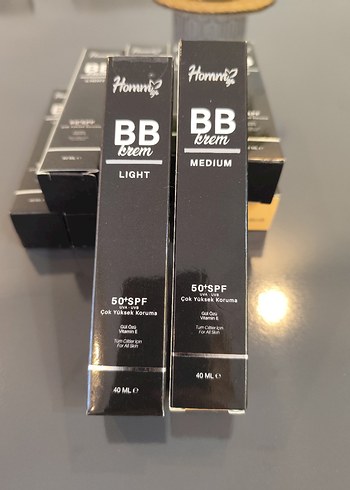 Homm
BB
krem
LIGHT
50+SPF
UVA · UVB
Çok Yüksek Koruma
Gül Özü
Vitamin E
Tüm Ciltler İçin
For All Skin
40 ML ℮
Homm
BB
krem
MEDIUM
50+SPF
UVA · UVB
Çok Yüksek Koruma
Gül Özü
Vitamin E
Tüm Ciltler İçin
For All Skin
40 ML ℮